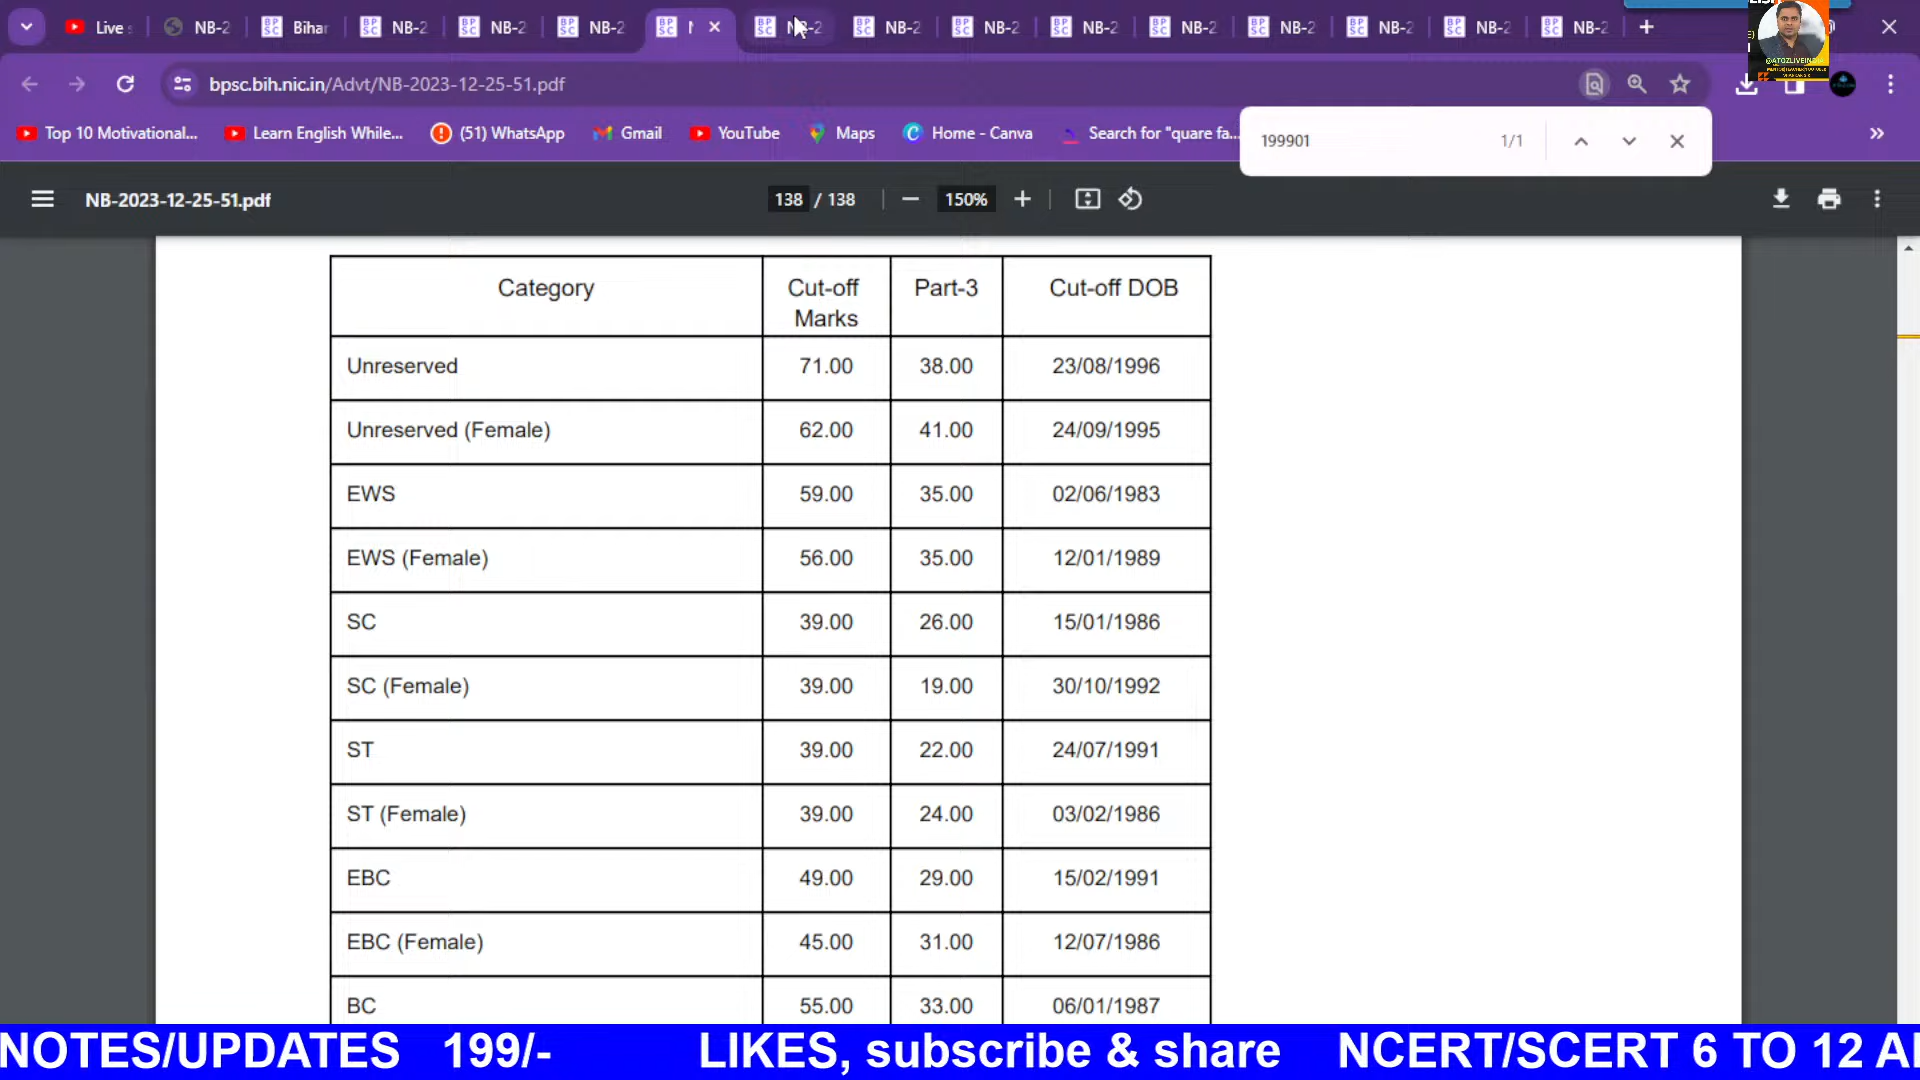 Live
NB-2
Bihar
NB-2
NB-2
NB-2
NB-2
NB-2
NB-2
NB-2
NB-2
NB-2
NB-2
NB-2
NB-2
bpsc.bih.nic.in/Advt/NB-2023-12-25-51.pdf
@ATOZLIVEINDIA
Top 10 Motivational...
Learn English While...
(51) WhatsApp
Gmail
YouTube
Maps
Home - Canva
Search for "quare fa...
199901
1/1
NB-2023-12-25-51.pdf
138 / 138
150%
Category Cut-off Marks Part-3 Cut-off DOB
Unreserved 71.00 38.00 23/08/1996
Unreserved (Female) 62.00 41.00 24/09/1995
EWS 59.00 35.00 02/06/1983
EWS (Female) 56.00 35.00 12/01/1989
SC 39.00 26.00 15/01/1986
SC (Female) 39.00 19.00 30/10/1992
ST 39.00 22.00 24/07/1991
ST (Female) 39.00 24.00 03/02/1986
EBC 49.00 29.00 15/02/1991
EBC (Female) 45.00 31.00 12/07/1986
BC 55.00 33.00 06/01/1987
NOTES/UPDATES 199/- LIKES, subscribe & share NCERT/SCERT 6 TO 12 A